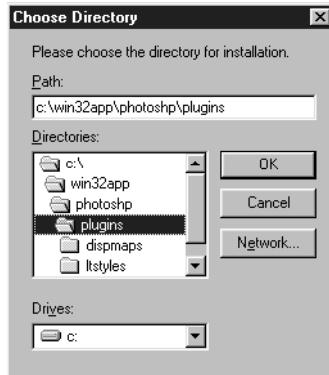 Choose Directory
Please choose the directory for installation.
Path:
c:\win32app\photoshp\plugins
Directories:
c:\
win32app
photoshp
plugins
dispmaps
ltstyles
OK
Cancel
Network...
Drives:
c: